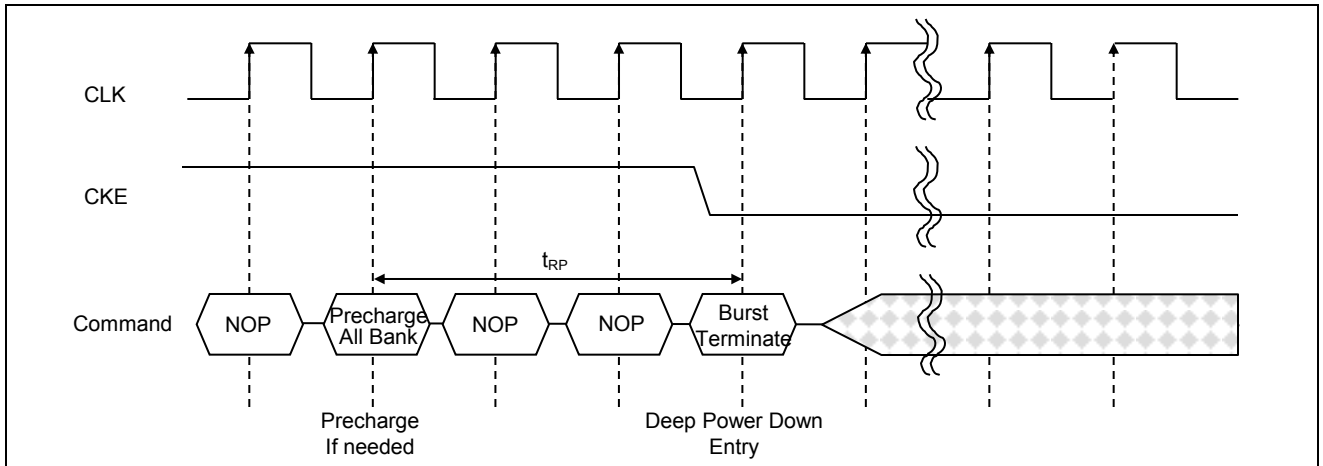 CLK
CKE
tRP
Command
NOP
Precharge
All Bank
NOP
NOP
Burst
Terminate
Precharge
If needed
Deep Power Down
Entry